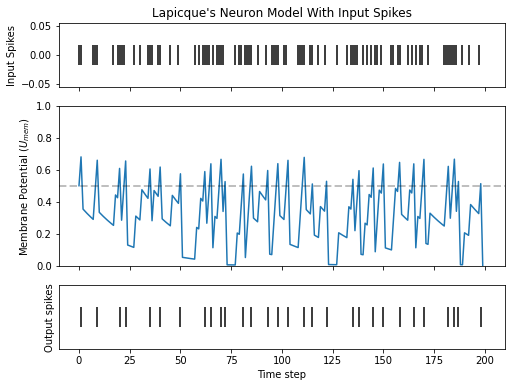 Lapicque's Neuron Model With Input Spikes
Input Spikes
0.05
0.00
−0.05
Membrane Potential (U_mem)
1.0
0.8
0.6
0.4
0.2
0.0
Output spikes
0 25 50 75 100 125 150 175 200
Time step